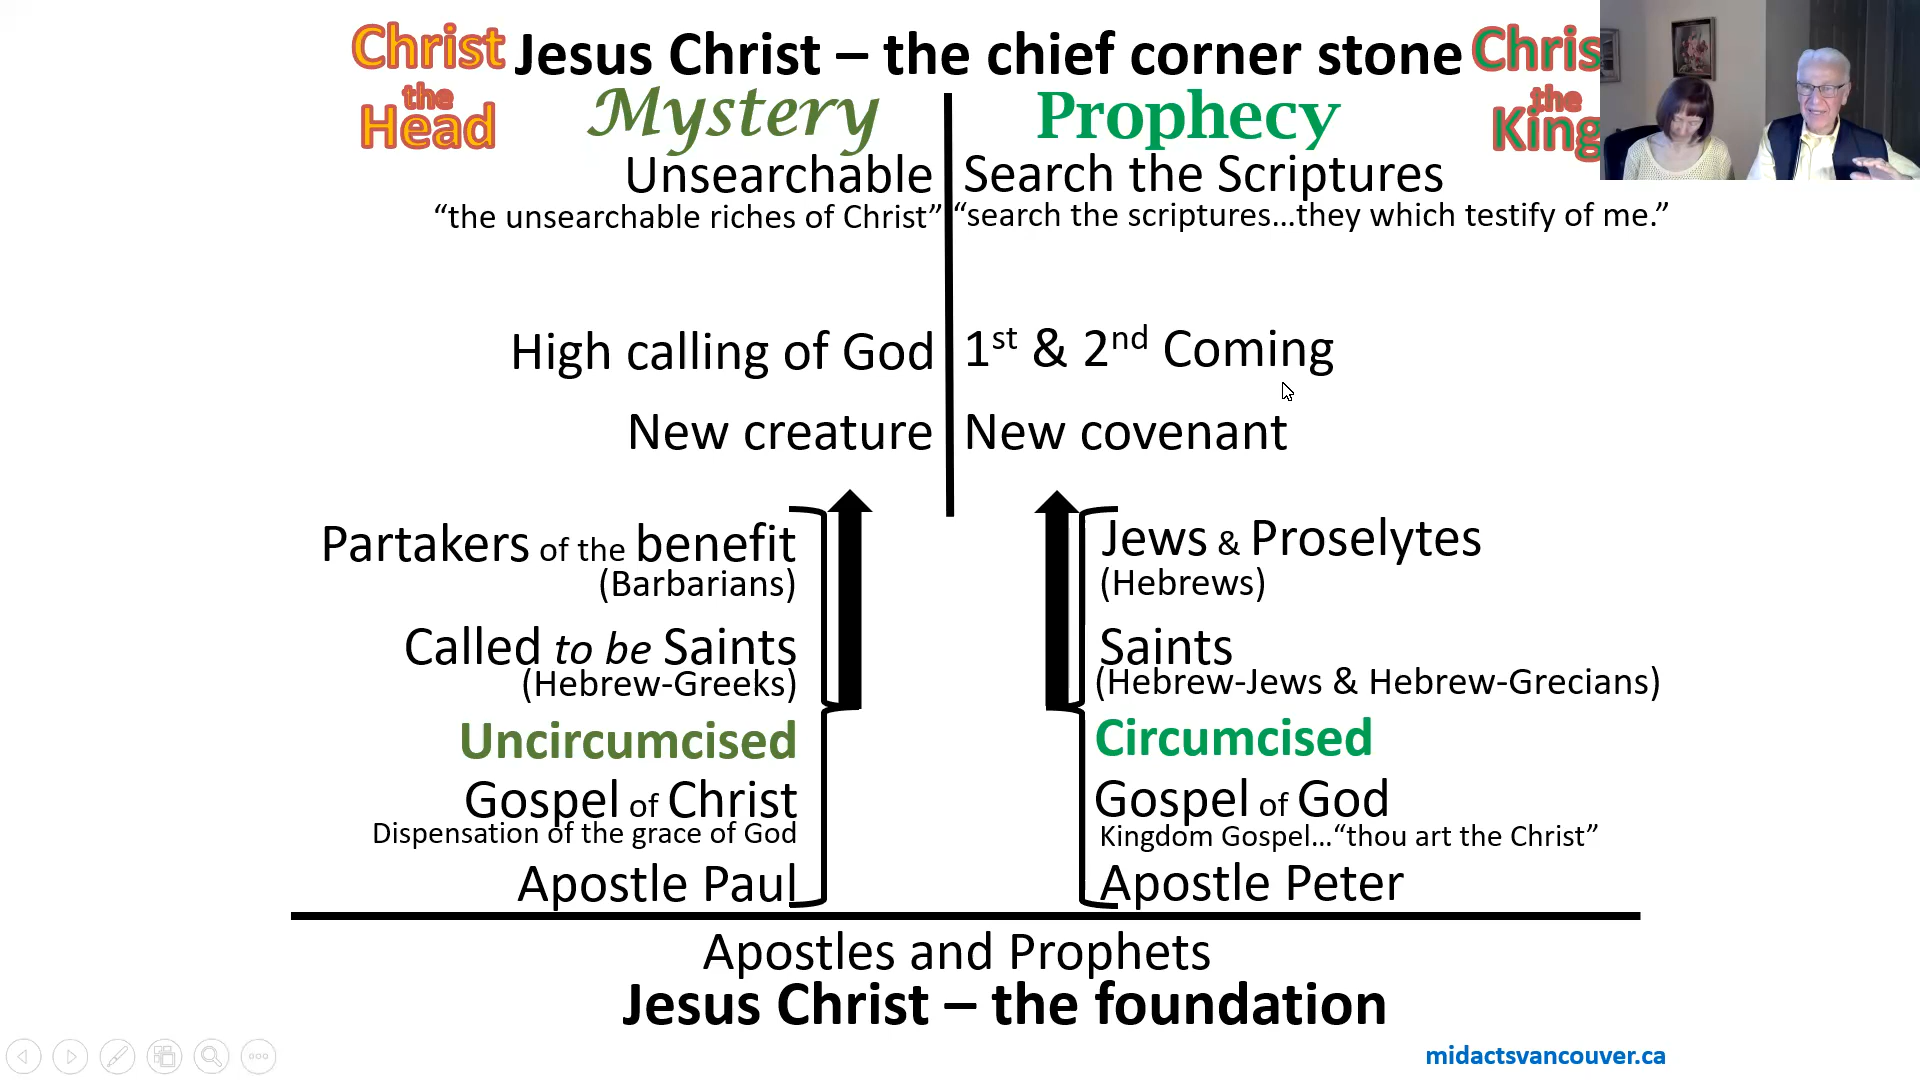 Christ
the
Head
Jesus Christ – the chief corner stone
Chris
the
King
Mystery
Prophecy
Unsearchable
Search the Scriptures
“the unsearchable riches of Christ”
“search the scriptures…they which testify of me.”
High calling of God
1st & 2nd Coming
New creature
New covenant
Partakers of the benefit
(Barbarians)
Called to be Saints
(Hebrew-Greeks)
Uncircumcised
Gospel of Christ
Dispensation of the grace of God
Apostle Paul
Jews & Proselytes
(Hebrews)
Saints
(Hebrew-Jews & Hebrew-Grecians)
Circumcised
Gospel of God
Kingdom Gospel…“thou art the Christ”
Apostle Peter
Apostles and Prophets
Jesus Christ – the foundation
midactsvancouver.ca